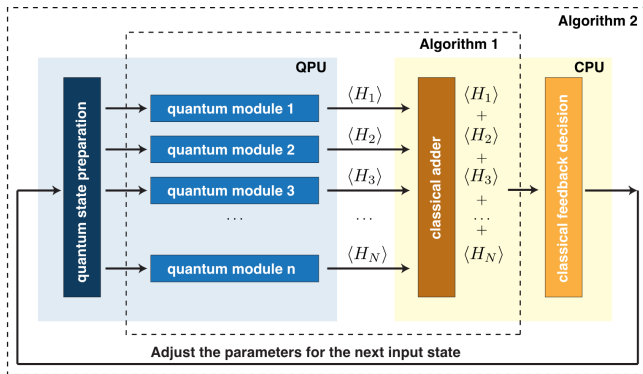 Algorithm 2
Algorithm 1
QPU
CPU
quantum state preparation
quantum module 1
quantum module 2
quantum module 3
...
quantum module n
⟨H₁⟩
⟨H₂⟩
⟨H₃⟩
...
⟨H_N⟩
classical adder
⟨H₁⟩
+
⟨H₂⟩
+
⟨H₃⟩
+
...
+
⟨H_N⟩
classical feedback decision
Adjust the parameters for the next input state